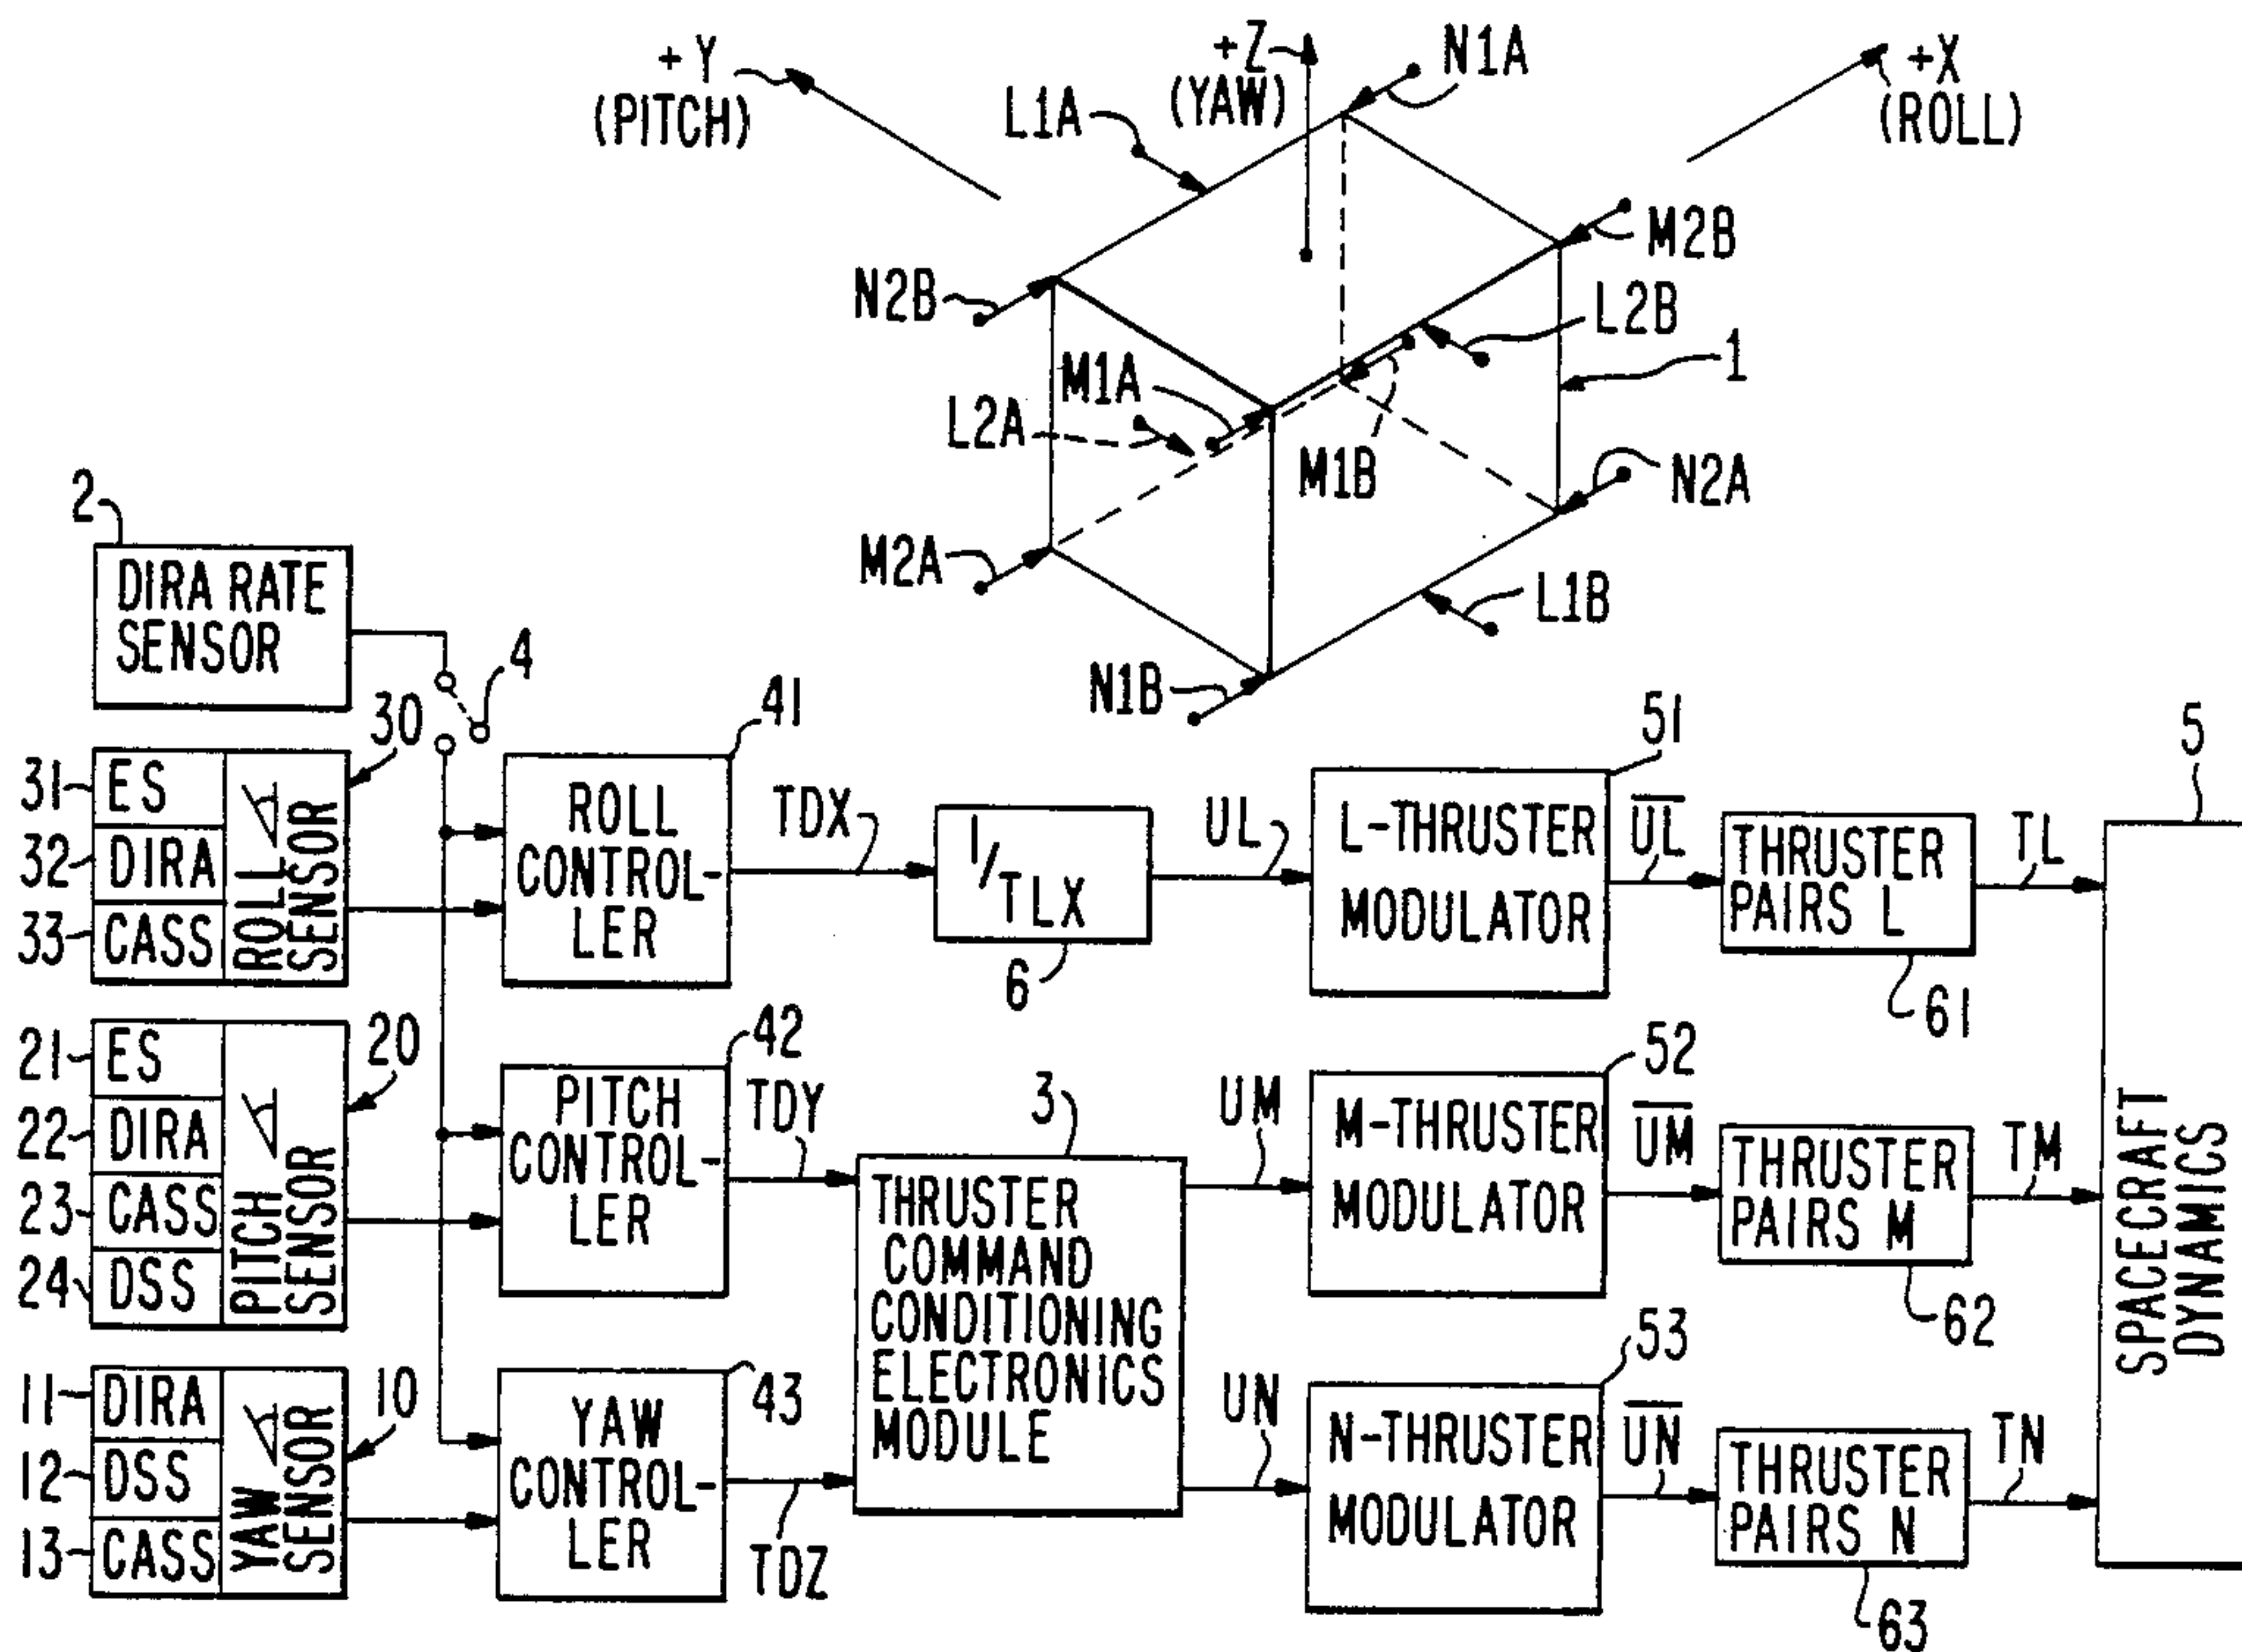 +Y
(PITCH)
+Z
(YAW)
N1A
+X
(ROLL)
L1A
M2B
N2B
L2B
M1A
1
L2A
M1B
N2A
M2A
L1B
N1B
2
DIRA RATE
SENSOR
4
30
31
ES
32
DIRA
33
CASS
ROLL
SENSOR
41
ROLL
CONTROL-
LER
TDX
1/TLX
6
UL
51
L-THRUSTER
MODULATOR
U̅L̅
THRUSTER
PAIRS L
61
TL
5
SPACECRAFT
DYNAMICS
20
21
ES
22
DIRA
23
CASS
24
DSS
PITCH
SENSOR
42
PITCH
CONTROL-
LER
TDY
3
THRUSTER
COMMAND
CONDITIONING
ELECTRONICS
MODULE
UM
52
M-THRUSTER
MODULATOR
U̅M̅
THRUSTER
PAIRS M
62
TM
10
11
DIRA
12
DSS
13
CASS
YAW
SENSOR
43
YAW
CONTROL-
LER
TDZ
UN
53
N-THRUSTER
MODULATOR
U̅N̅
THRUSTER
PAIRS N
63
TN